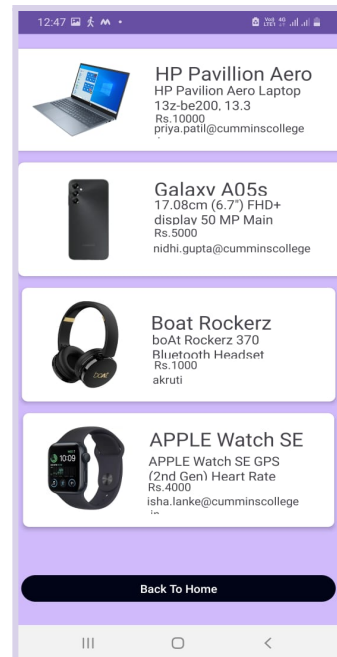 12:47
HP Pavillion Aero
HP Pavilion Aero Laptop
13z-be200, 13.3
Rs.10000
priya.patil@cumminscollege
Galaxy A05s
17.08cm (6.7") FHD+
display 50 MP Main
Rs.5000
nidhi.gupta@cumminscollege
Boat Rockerz
boAt Rockerz 370
Bluetooth Headset
Rs.1000
akruti
APPLE Watch SE
10:09
APPLE Watch SE GPS
(2nd Gen) Heart Rate
Rs.4000
isha.lanke@cumminscollege
Back To Home